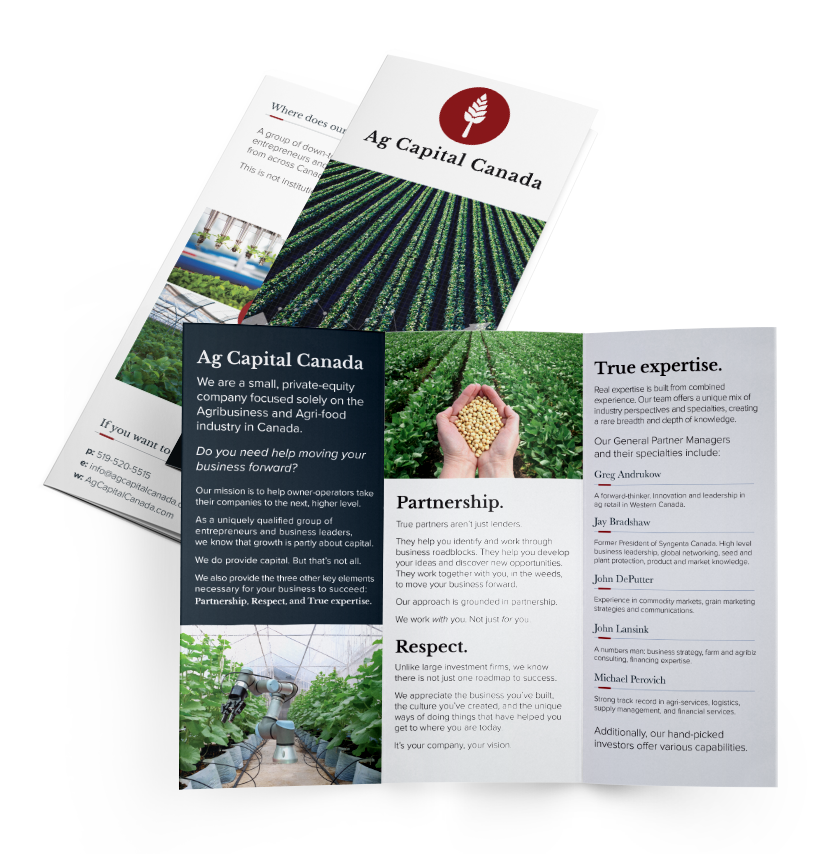 Where does our
A group of down-t
entrepreneurs and
from across Canad
This is not institutio
If you want to
p: 519-520-5515
e: info@agcapitalcanada.c
w: AgCapitalCanada.com
Ag Capital Canada
Ag Capital Canada
We are a small, private-equity
company focused solely on the
Agribusiness and Agri-food
industry in Canada.
Do you need help moving your
business forward?
Our mission is to help owner-operators take
their companies to the next, higher level.
As a uniquely qualified group of
entrepreneurs and business leaders,
we know that growth is partly about capital.
We do provide capital. But that's not all.
We also provide the three other key elements
necessary for your business to succeed:
Partnership, Respect, and True expertise.
Partnership.
True partners aren't just lenders.
They help you identify and work through
business roadblocks. They help you develop
your ideas and discover new opportunities.
They work together with you, in the weeds,
to move your business forward.
Our approach is grounded in partnership.
We work with you. Not just for you.
Respect.
Unlike large investment firms, we know
there is not just one roadmap to success.
We appreciate the business you've built,
the culture you've created, and the unique
ways of doing things that have helped you
get to where you are today
It's your company, your vision
True expertise.
Real expertise is built from combined
experience. Our team offers a unique mix of
industry perspectives and specialties, creating
a rare breadth and depth of knowledge.
Our General Partner Managers
and their specialties include:
Greg Andrukow
A forward-thinker. Innovation and leadership in
ag retail in Western Canada.
Jay Bradshaw
Former President of Syngenta Canada. High level
business leadership, global networking, seed and
plant protection, product and market knowledge.
John DePutter
Experience in commodity markets, grain marketing
strategies and communications.
John Lansink
A numbers man: business strategy, farm and agribiz
consulting, financing expertise.
Michael Perovich
Strong track record in agri-services, logistics,
supply management, and financial services.
Additionally, our hand-picked
investors offer various capabilities.